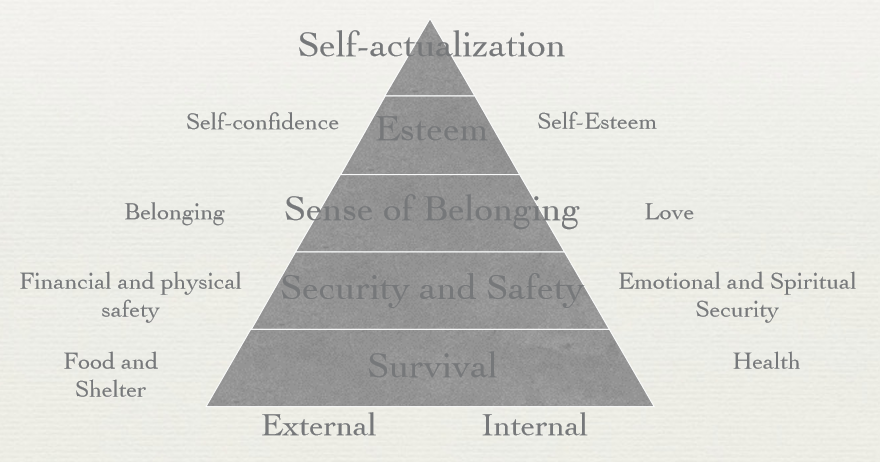 Self-actualization
Self-confidence
Esteem
Self-Esteem
Belonging
Sense of Belonging
Love
Financial and physical
safety
Security and Safety
Emotional and Spiritual
Security
Food and
Shelter
Survival
Health
External
Internal